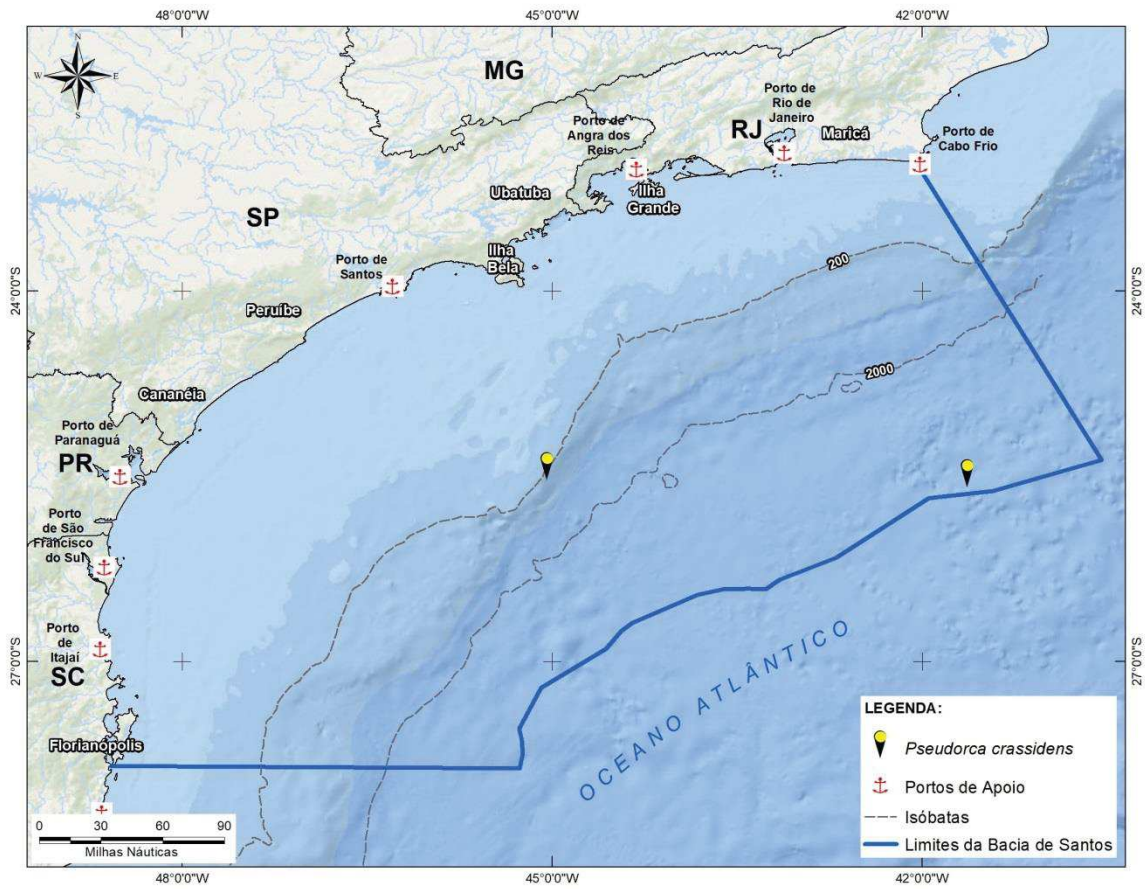 48°0'0"W
45°0'0"W
42°0'0"W
N
W
E
S
MG
Porto de
Rio de
Janeiro
Porto de
Angra dos
Reis
RJ
Maricá
Porto de
Cabo Frio
Ubatuba
Ilha
Grande
SP
Ilha
Bela
Porto de
Santos
200
24°0'0"S
24°0'0"S
Peruíbe
2000
Cananéia
Porto de
Paranaguá
PR
Porto
de São
Francisco
do Sul
Porto
de
Itajaí
SC
27°0'0"S
27°0'0"S
OCEANO ATLÂNTICO
Florianópolis
LEGENDA:
Pseudorca crassidens
Portos de Apoio
Isóbatas
Limites da Bacia de Santos
0 30 60 90
Milhas Náuticas
48°0'0"W
45°0'0"W
42°0'0"W